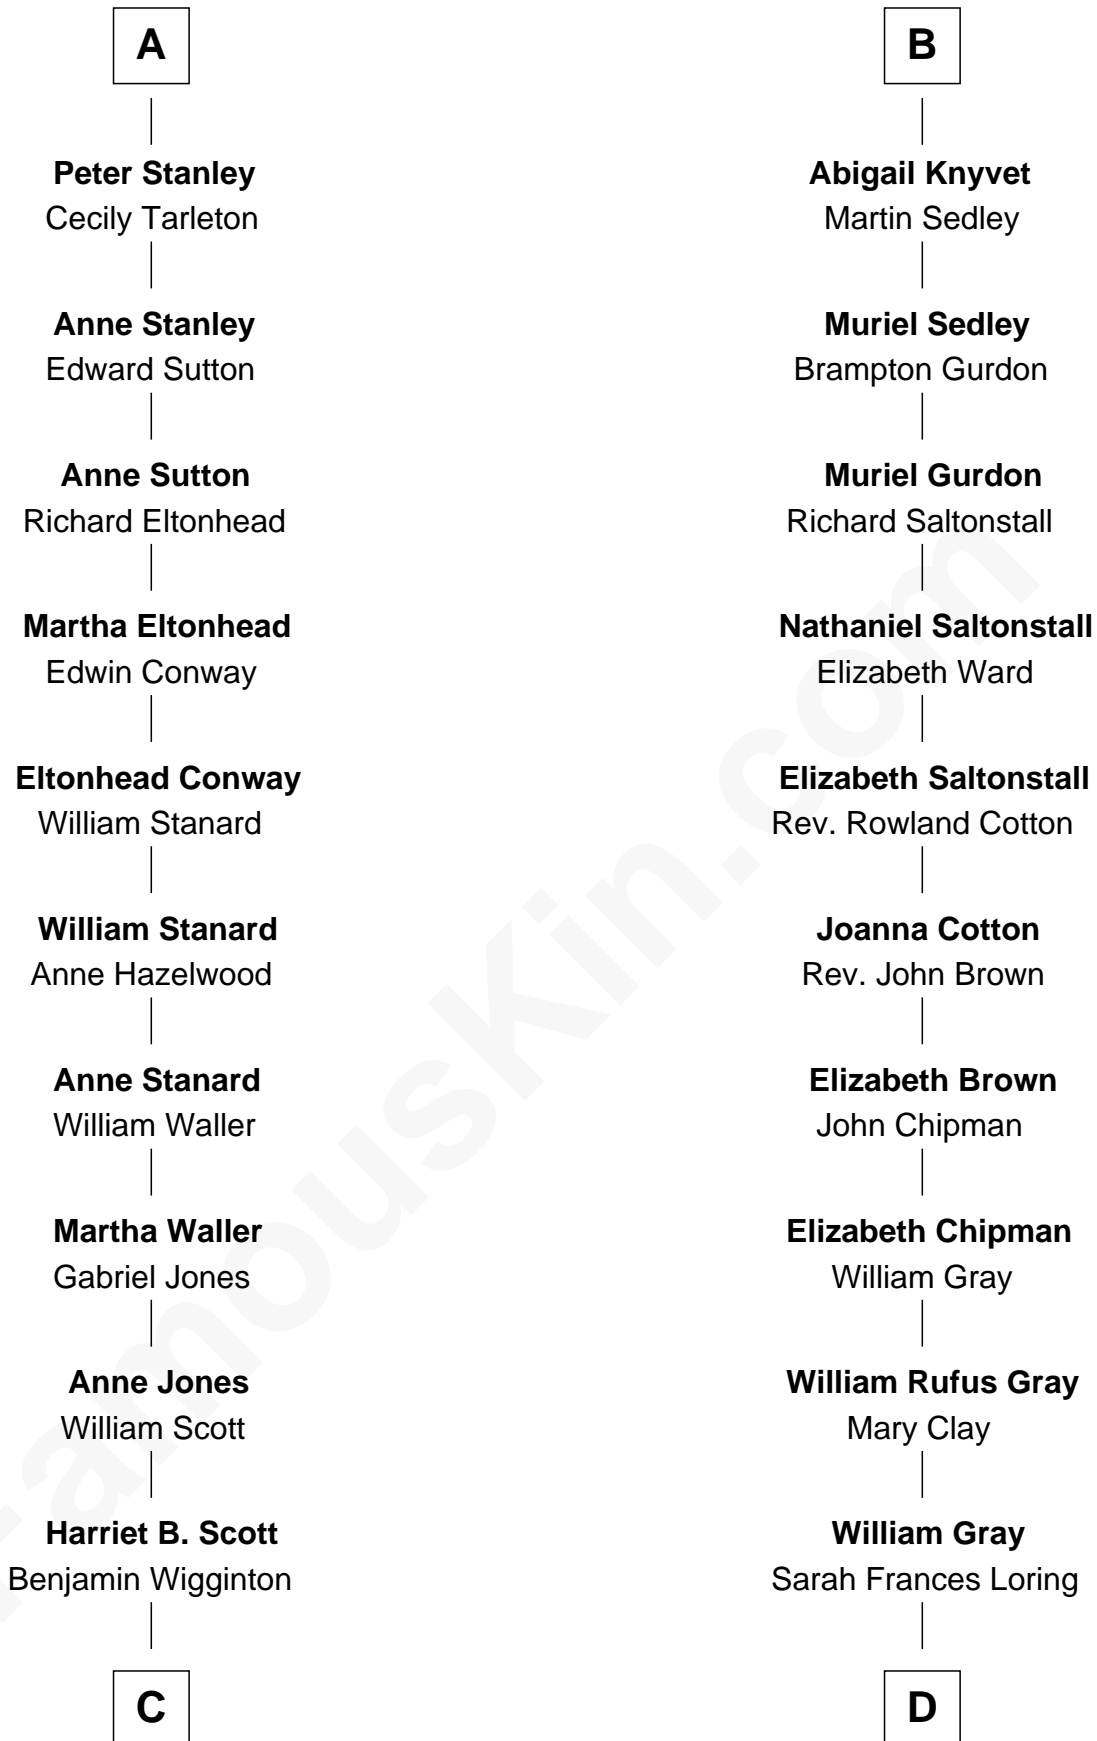 A
Peter Stanley
Cecily Tarleton
Anne Stanley
Edward Sutton
Anne Sutton
Richard Eltonhead
Martha Eltonhead
Edwin Conway
Eltonhead Conway
William Stanard
William Stanard
Anne Hazelwood
Anne Stanard
William Waller
Martha Waller
Gabriel Jones
Anne Jones
William Scott
Harriet B. Scott
Benjamin Wigginton
C
B
Abigail Knyvet
Martin Sedley
Muriel Sedley
Brampton Gurdon
Muriel Gurdon
Richard Saltonstall
Nathaniel Saltonstall
Elizabeth Ward
Elizabeth Saltonstall
Rev. Rowland Cotton
Joanna Cotton
Rev. John Brown
Elizabeth Brown
John Chipman
Elizabeth Chipman
William Gray
William Rufus Gray
Mary Clay
William Gray
Sarah Frances Loring
D
FamousKin.com